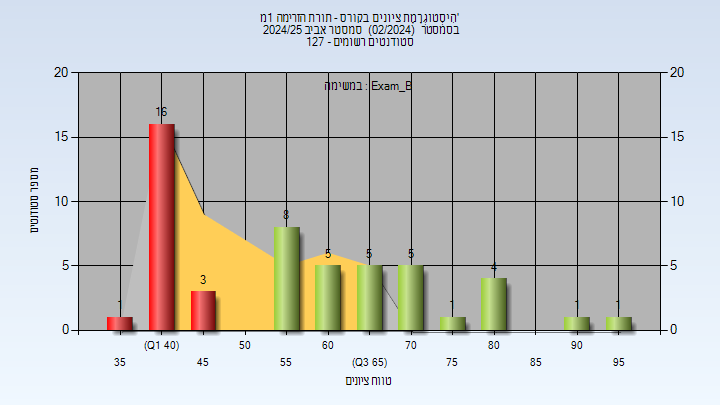 היסטוגרמת ציונים בקורס - תורת הזרימה 1מ'
בסמסטר (02/2024) סמסטר אביב 2024/25
סטודנטים רשומים - 127
במשימה : Exam_B
מספר סטודנטים
20 20
15 15
10 10
5 5
0 0
1 16 3 8 5 5 5 1 4 1 1
(Q1 40) 50 60 70 80 90
35 45 55 (Q3 65) 75 85 95
טווח ציונים